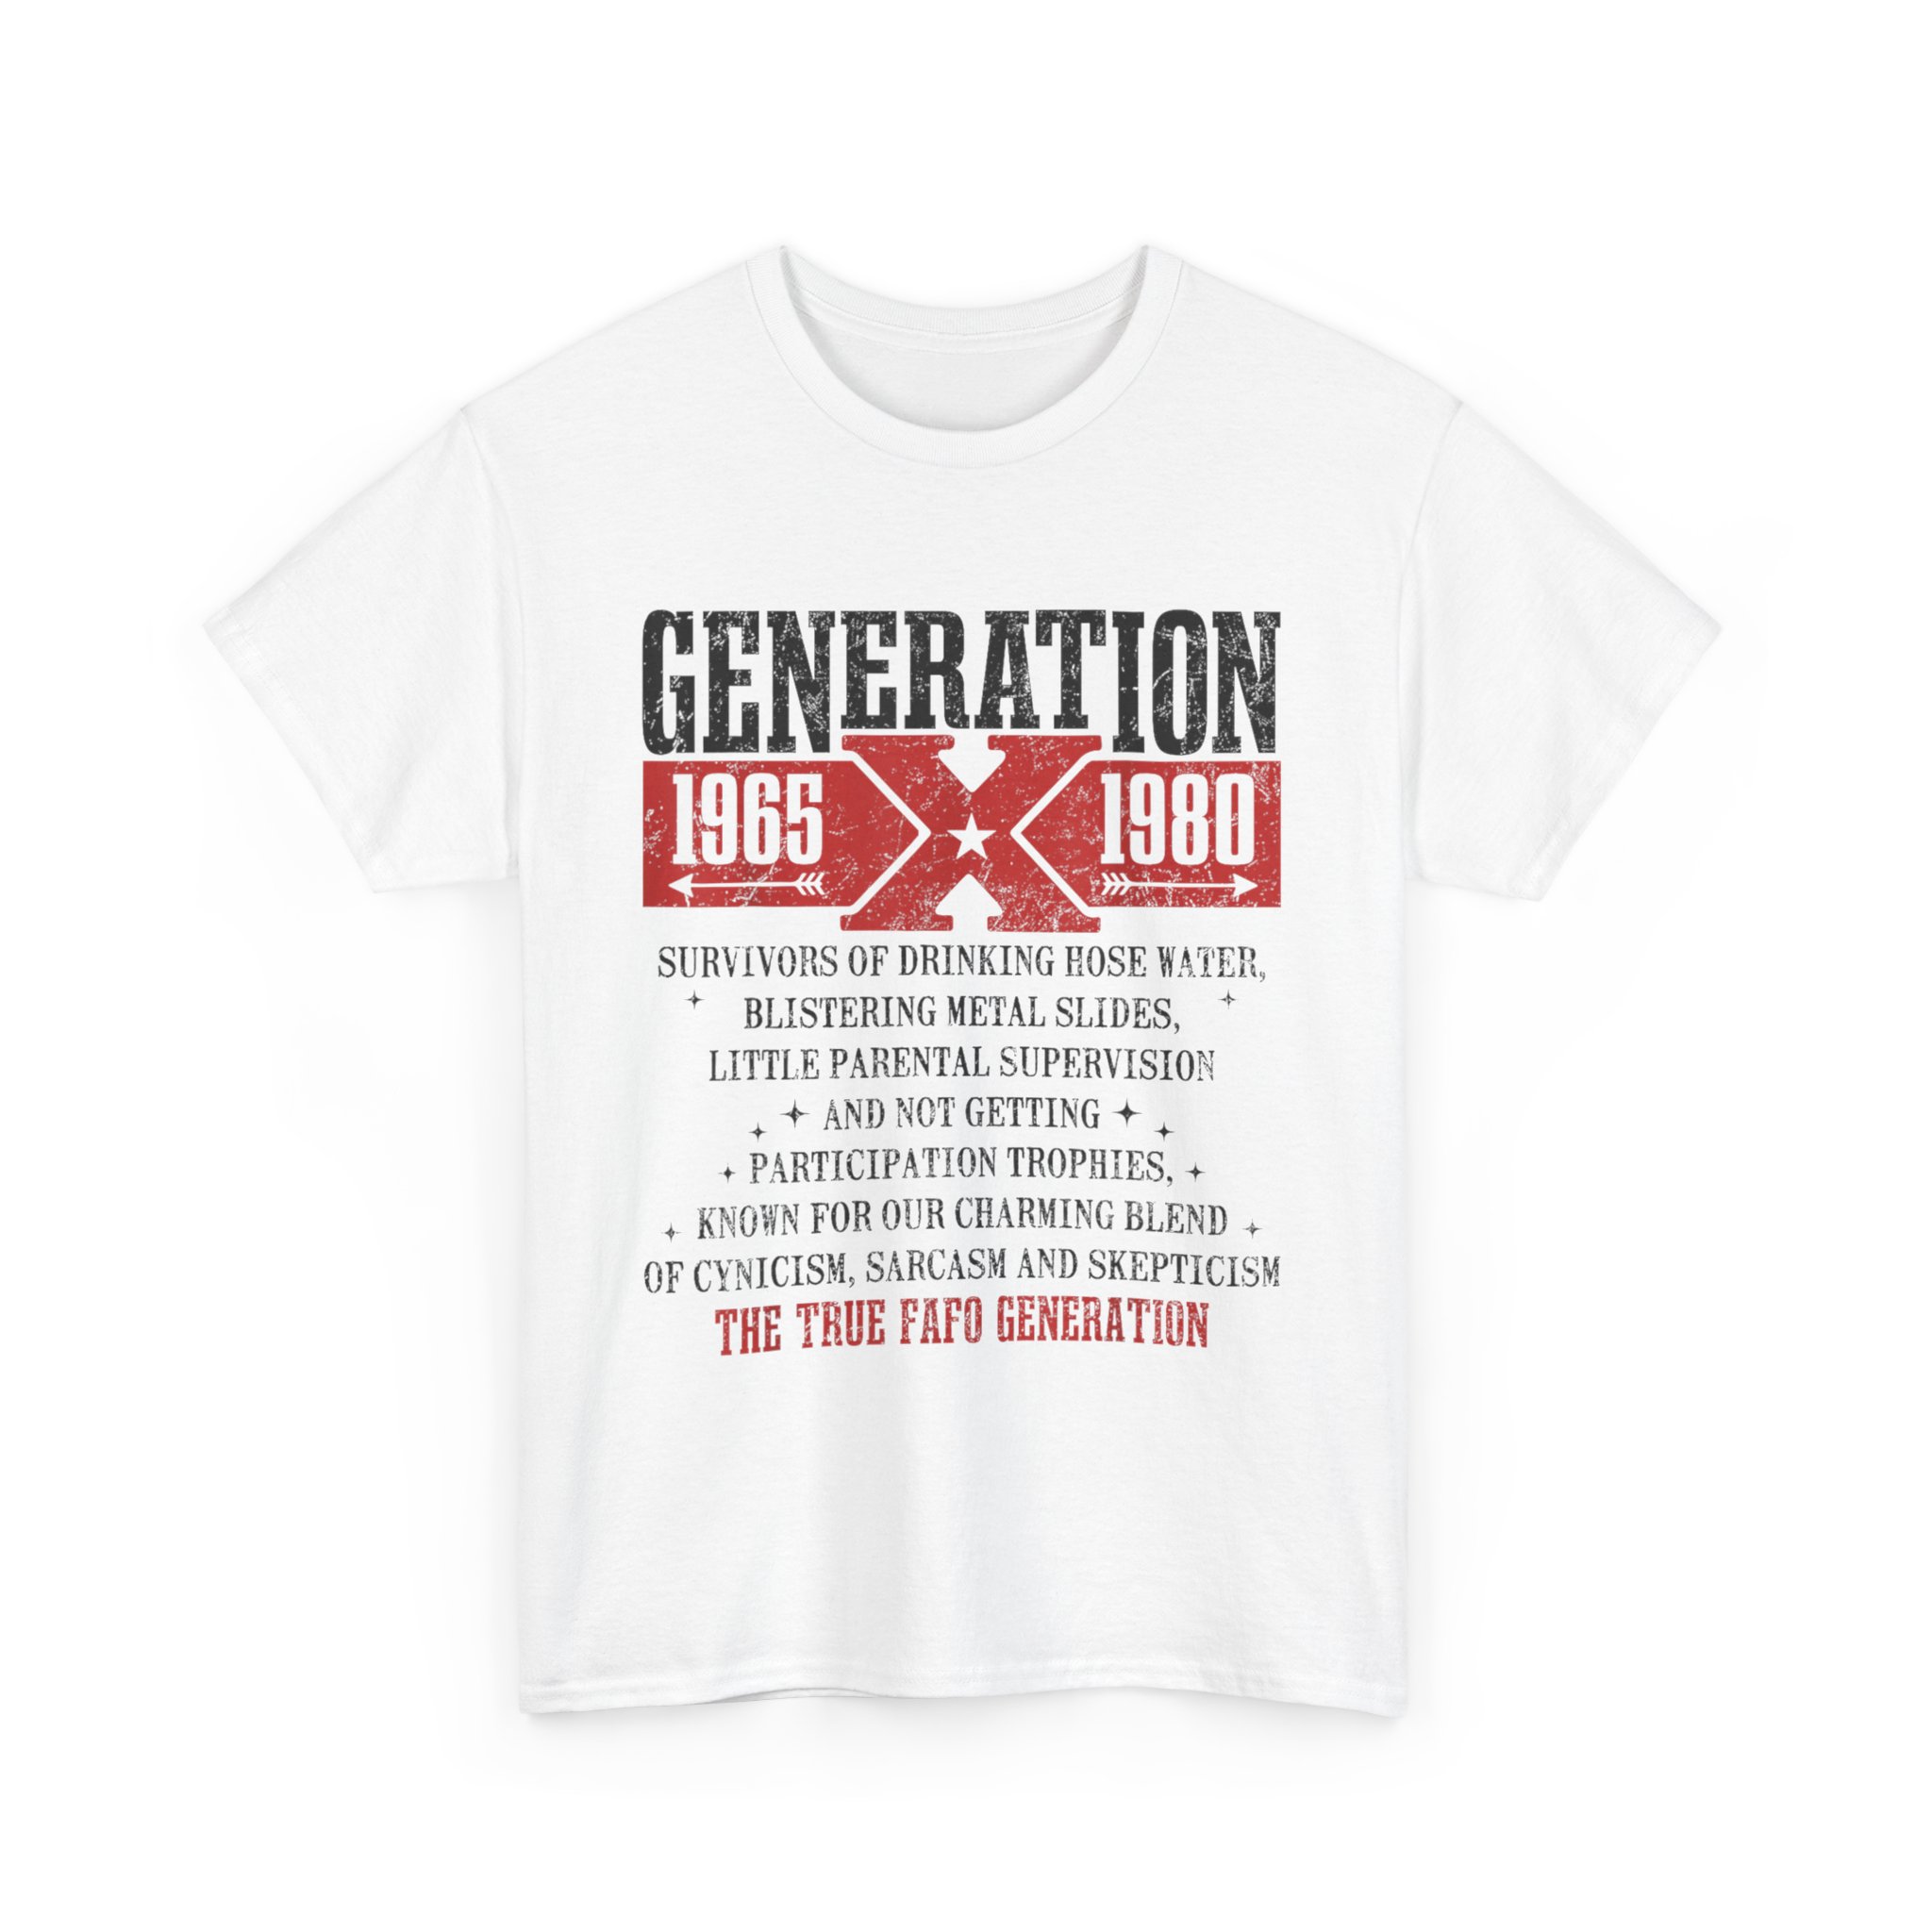 GENERATION
X
1965 1980
SURVIVORS OF DRINKING HOSE WATER,
BLISTERING METAL SLIDES,
LITTLE PARENTAL SUPERVISION
AND NOT GETTING
PARTICIPATION TROPHIES,
KNOWN FOR OUR CHARMING BLEND
OF CYNICISM, SARCASM AND SKEPTICISM
THE TRUE FAFO GENERATION